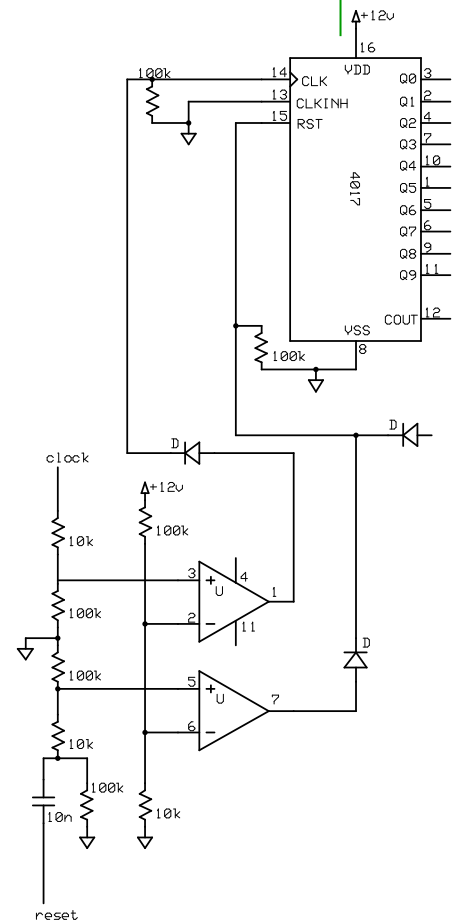 +12v
16
100k
14
CLK
VDD
Q0
3
13
CLKINH
Q1
2
15
RST
Q2
4
Q3
7
4017
Q4
10
Q5
1
Q6
5
Q7
6
Q8
9
Q9
11
COUT
12
VSS
8
100k
D
D
clock
+12v
10k
100k
3
+
4
U
1
100k
2
-
11
D
100k
5
+
U
7
6
-
10k
100k
10n
10k
reset